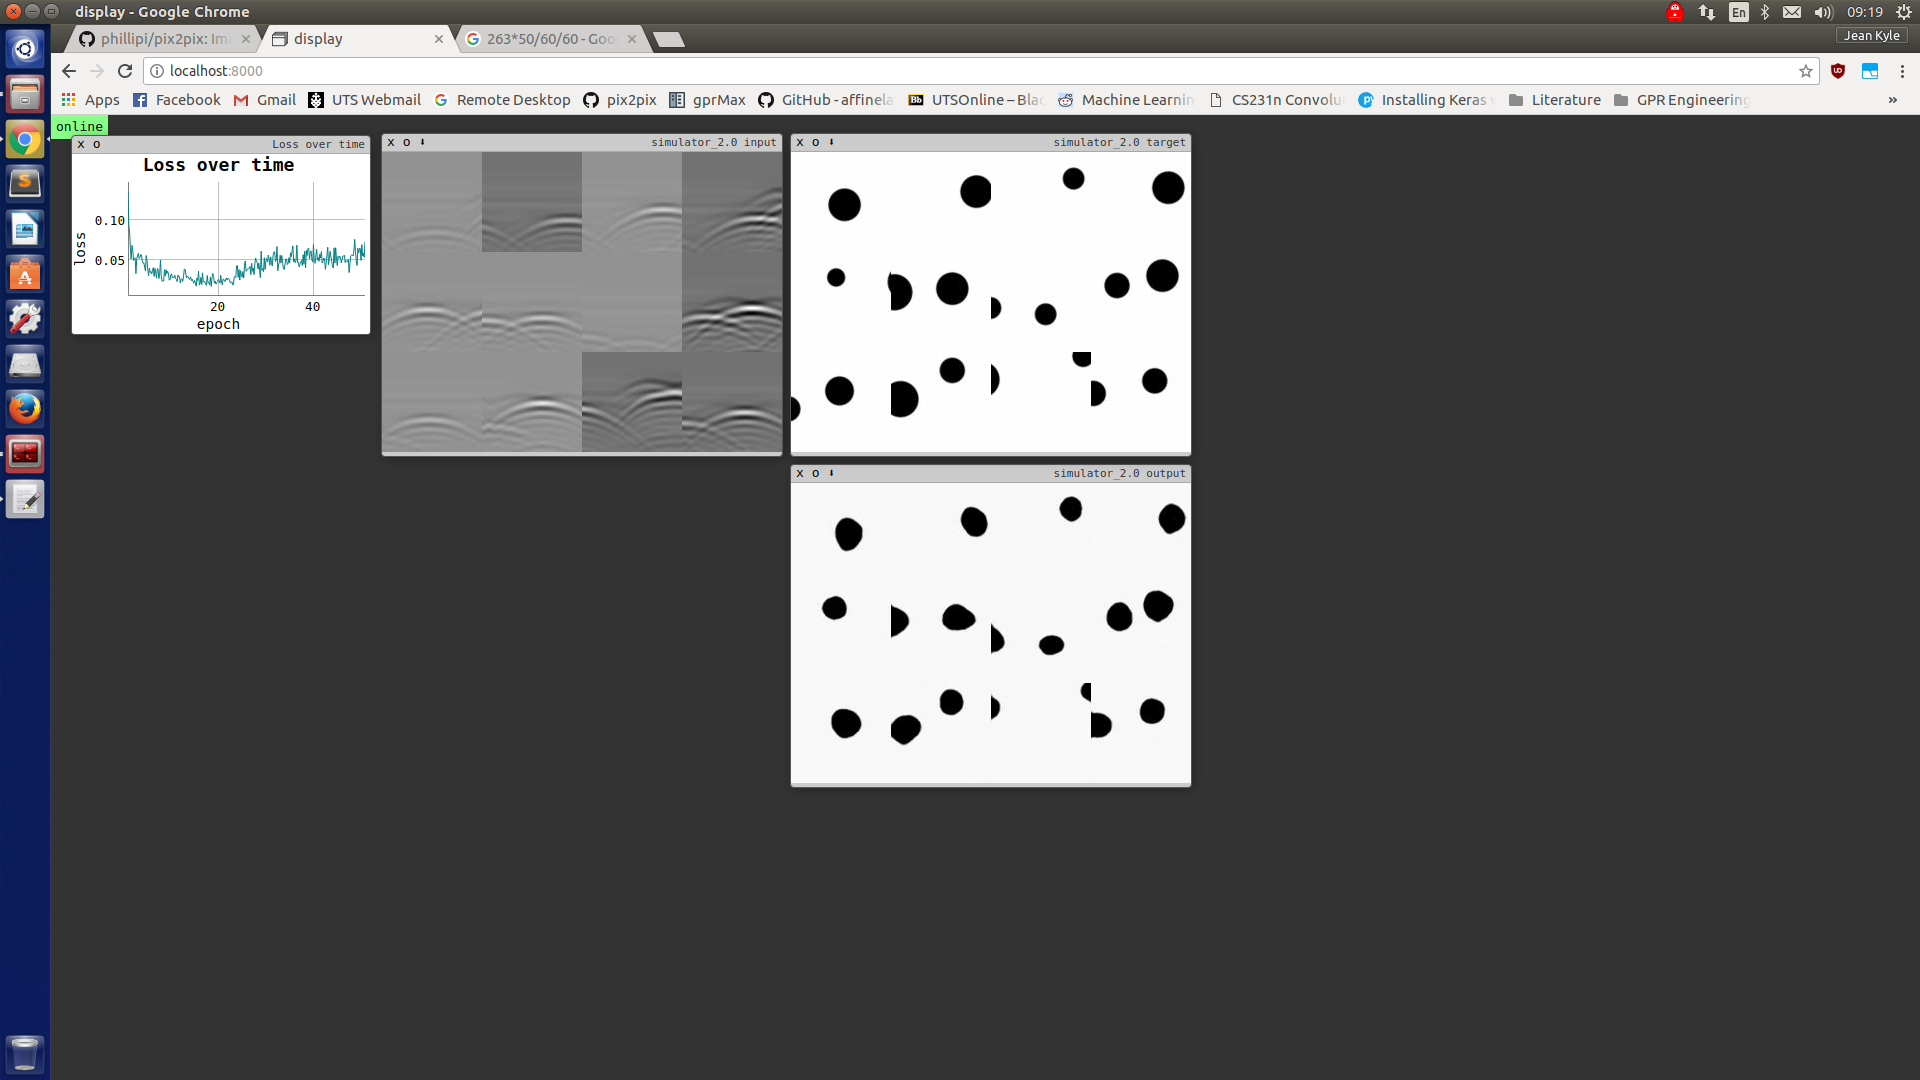 display - Google Chrome
En
09:19
phillipi/pix2pix: Im
display
263*50/60/60 - Goo
Jean Kyle
localhost:8000
Apps
Facebook
Gmail
UTS Webmail
Remote Desktop
pix2pix
gprMax
GitHub - affinela
UTSOnline – Blac
Machine Learnin
CS231n Convolu
Installing Keras
Literature
GPR Engineering
»
online
x o
Loss over time
Loss over time
0.10
0.05
loss
20
40
epoch
x o
simulator_2.0 input
x o
simulator_2.0 target
x o
simulator_2.0 output